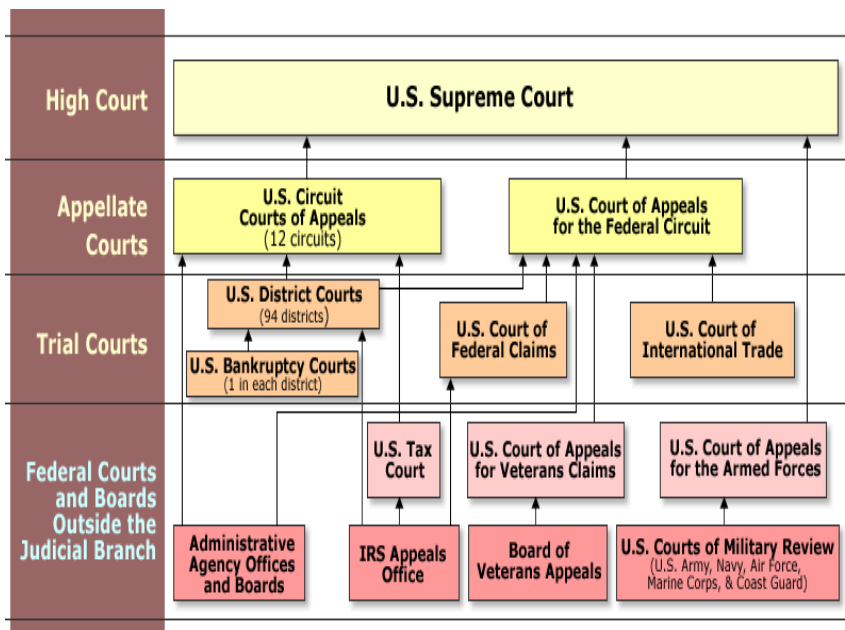 High Court
U.S. Supreme Court
Appellate
Courts
U.S. Circuit
Courts of Appeals
(12 circuits)
U.S. Court of Appeals
for the Federal Circuit
Trial Courts
U.S. District Courts
(94 districts)
U.S. Bankruptcy Courts
(1 in each district)
U.S. Court of
Federal Claims
U.S. Court of
International Trade
Federal Courts
and Boards
Outside the
Judicial Branch
U.S. Tax
Court
U.S. Court of Appeals
for Veterans Claims
U.S. Court of Appeals
for the Armed Forces
Administrative
Agency Offices
and Boards
IRS Appeals
Office
Board of
Veterans Appeals
U.S. Courts of Military Review
(U.S. Army, Navy, Air Force,
Marine Corps, & Coast Guard)